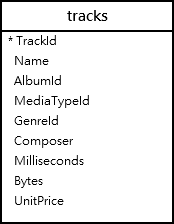 tracks
* TrackId
Name
AlbumId
MediaTypeId
GenreId
Composer
Milliseconds
Bytes
UnitPrice